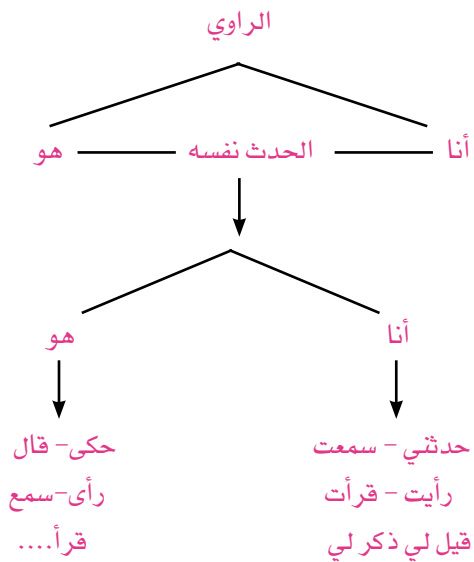 الراوي
أنا
الحدث نفسه
هو
أنا
هو
حدثني - سمعت
رأيت - قرأت
قيل لي ذكر لي
حكى - قال
رأى-سمع
قرأ....